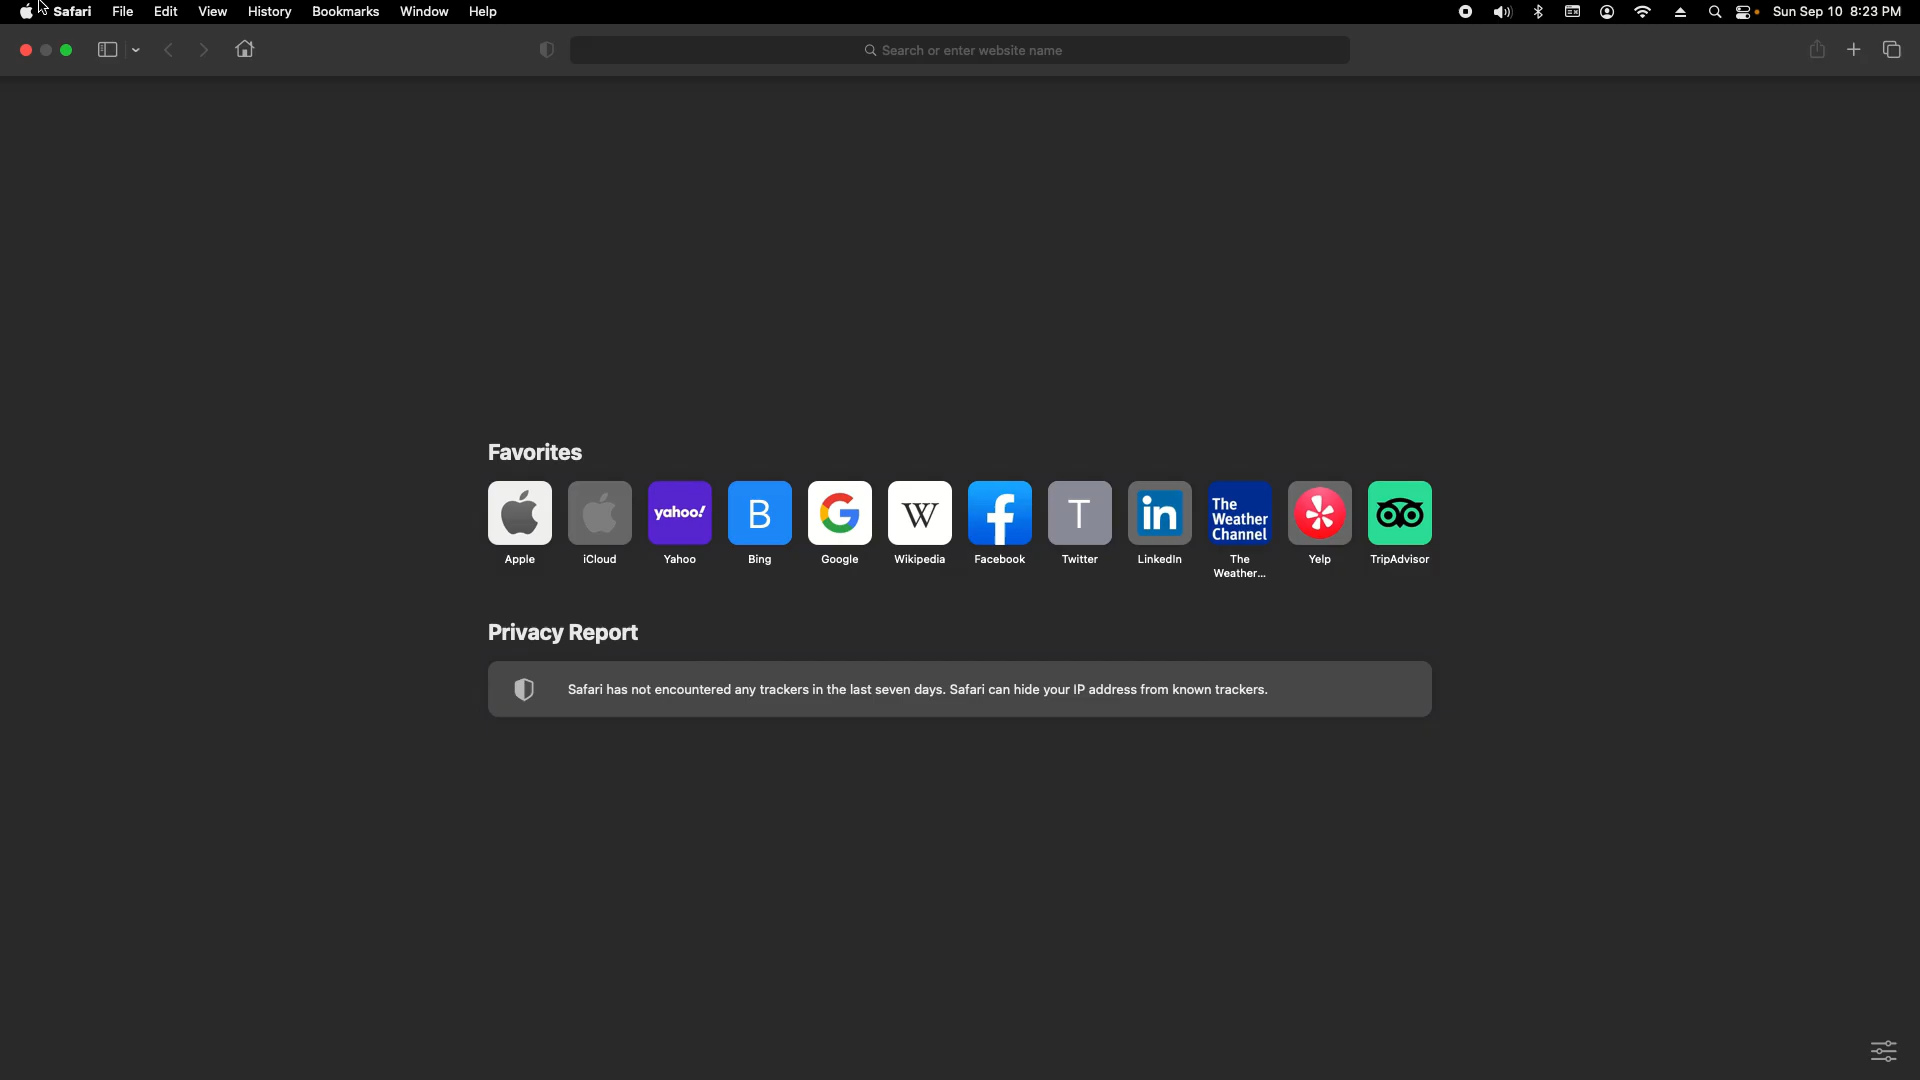 Safari File Edit View History Bookmarks Window Help Sun Sep 10 8:23 PM
Search or enter website name
Favorites
yahoo! B G W f T in The Weather Channel
Apple iCloud Yahoo Bing Google Wikipedia Facebook Twitter LinkedIn The Weather... Yelp TripAdvisor
Privacy Report
Safari has not encountered any trackers in the last seven days. Safari can hide your IP address from known trackers.